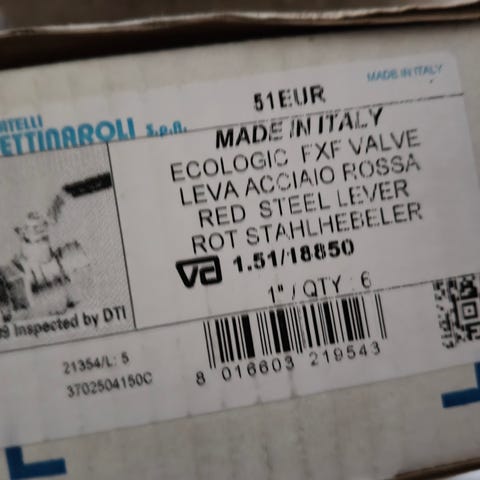 MADE IN ITALY
51EUR
ETTINAROLI S.p.A.
MADE IN ITALY
ECOLOGIC FXF VALVE
LEVA ACCIAIO ROSSA
RED STEEL LEVER
ROT STAHLHEBELER
1.51/18850
1" / QTY : 6
9 Inspected by DTI
21354/L: 5
3702504150C
8 016603 219543